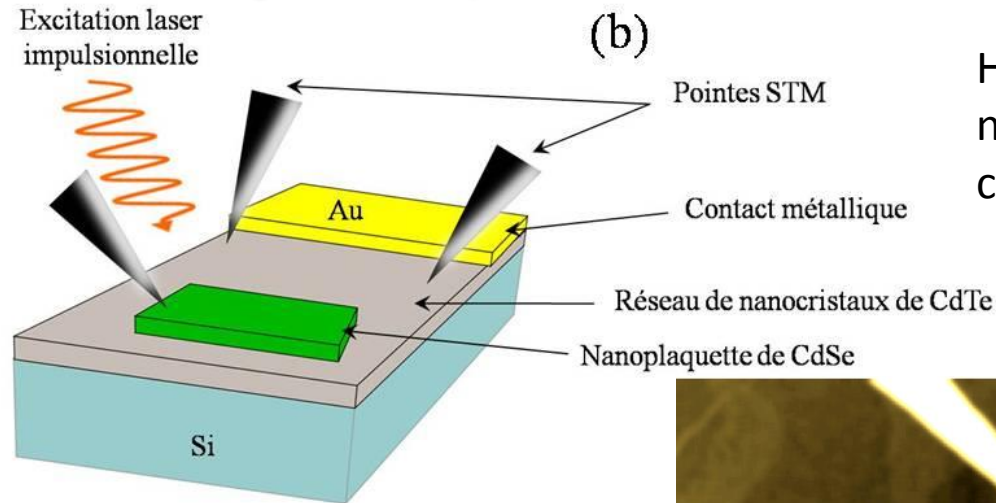 Excitation laser
impulsionnelle
(b)
Pointes STM
Au
Contact métallique
Réseau de nanocristaux de CdTe
Nanoplaquette de CdSe
Si